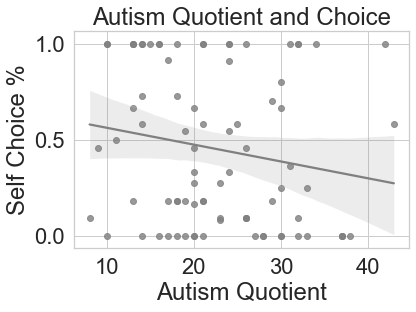 Autism Quotient and Choice
Self Choice %
1.0
0.5
0.0
10 20 30 40
Autism Quotient